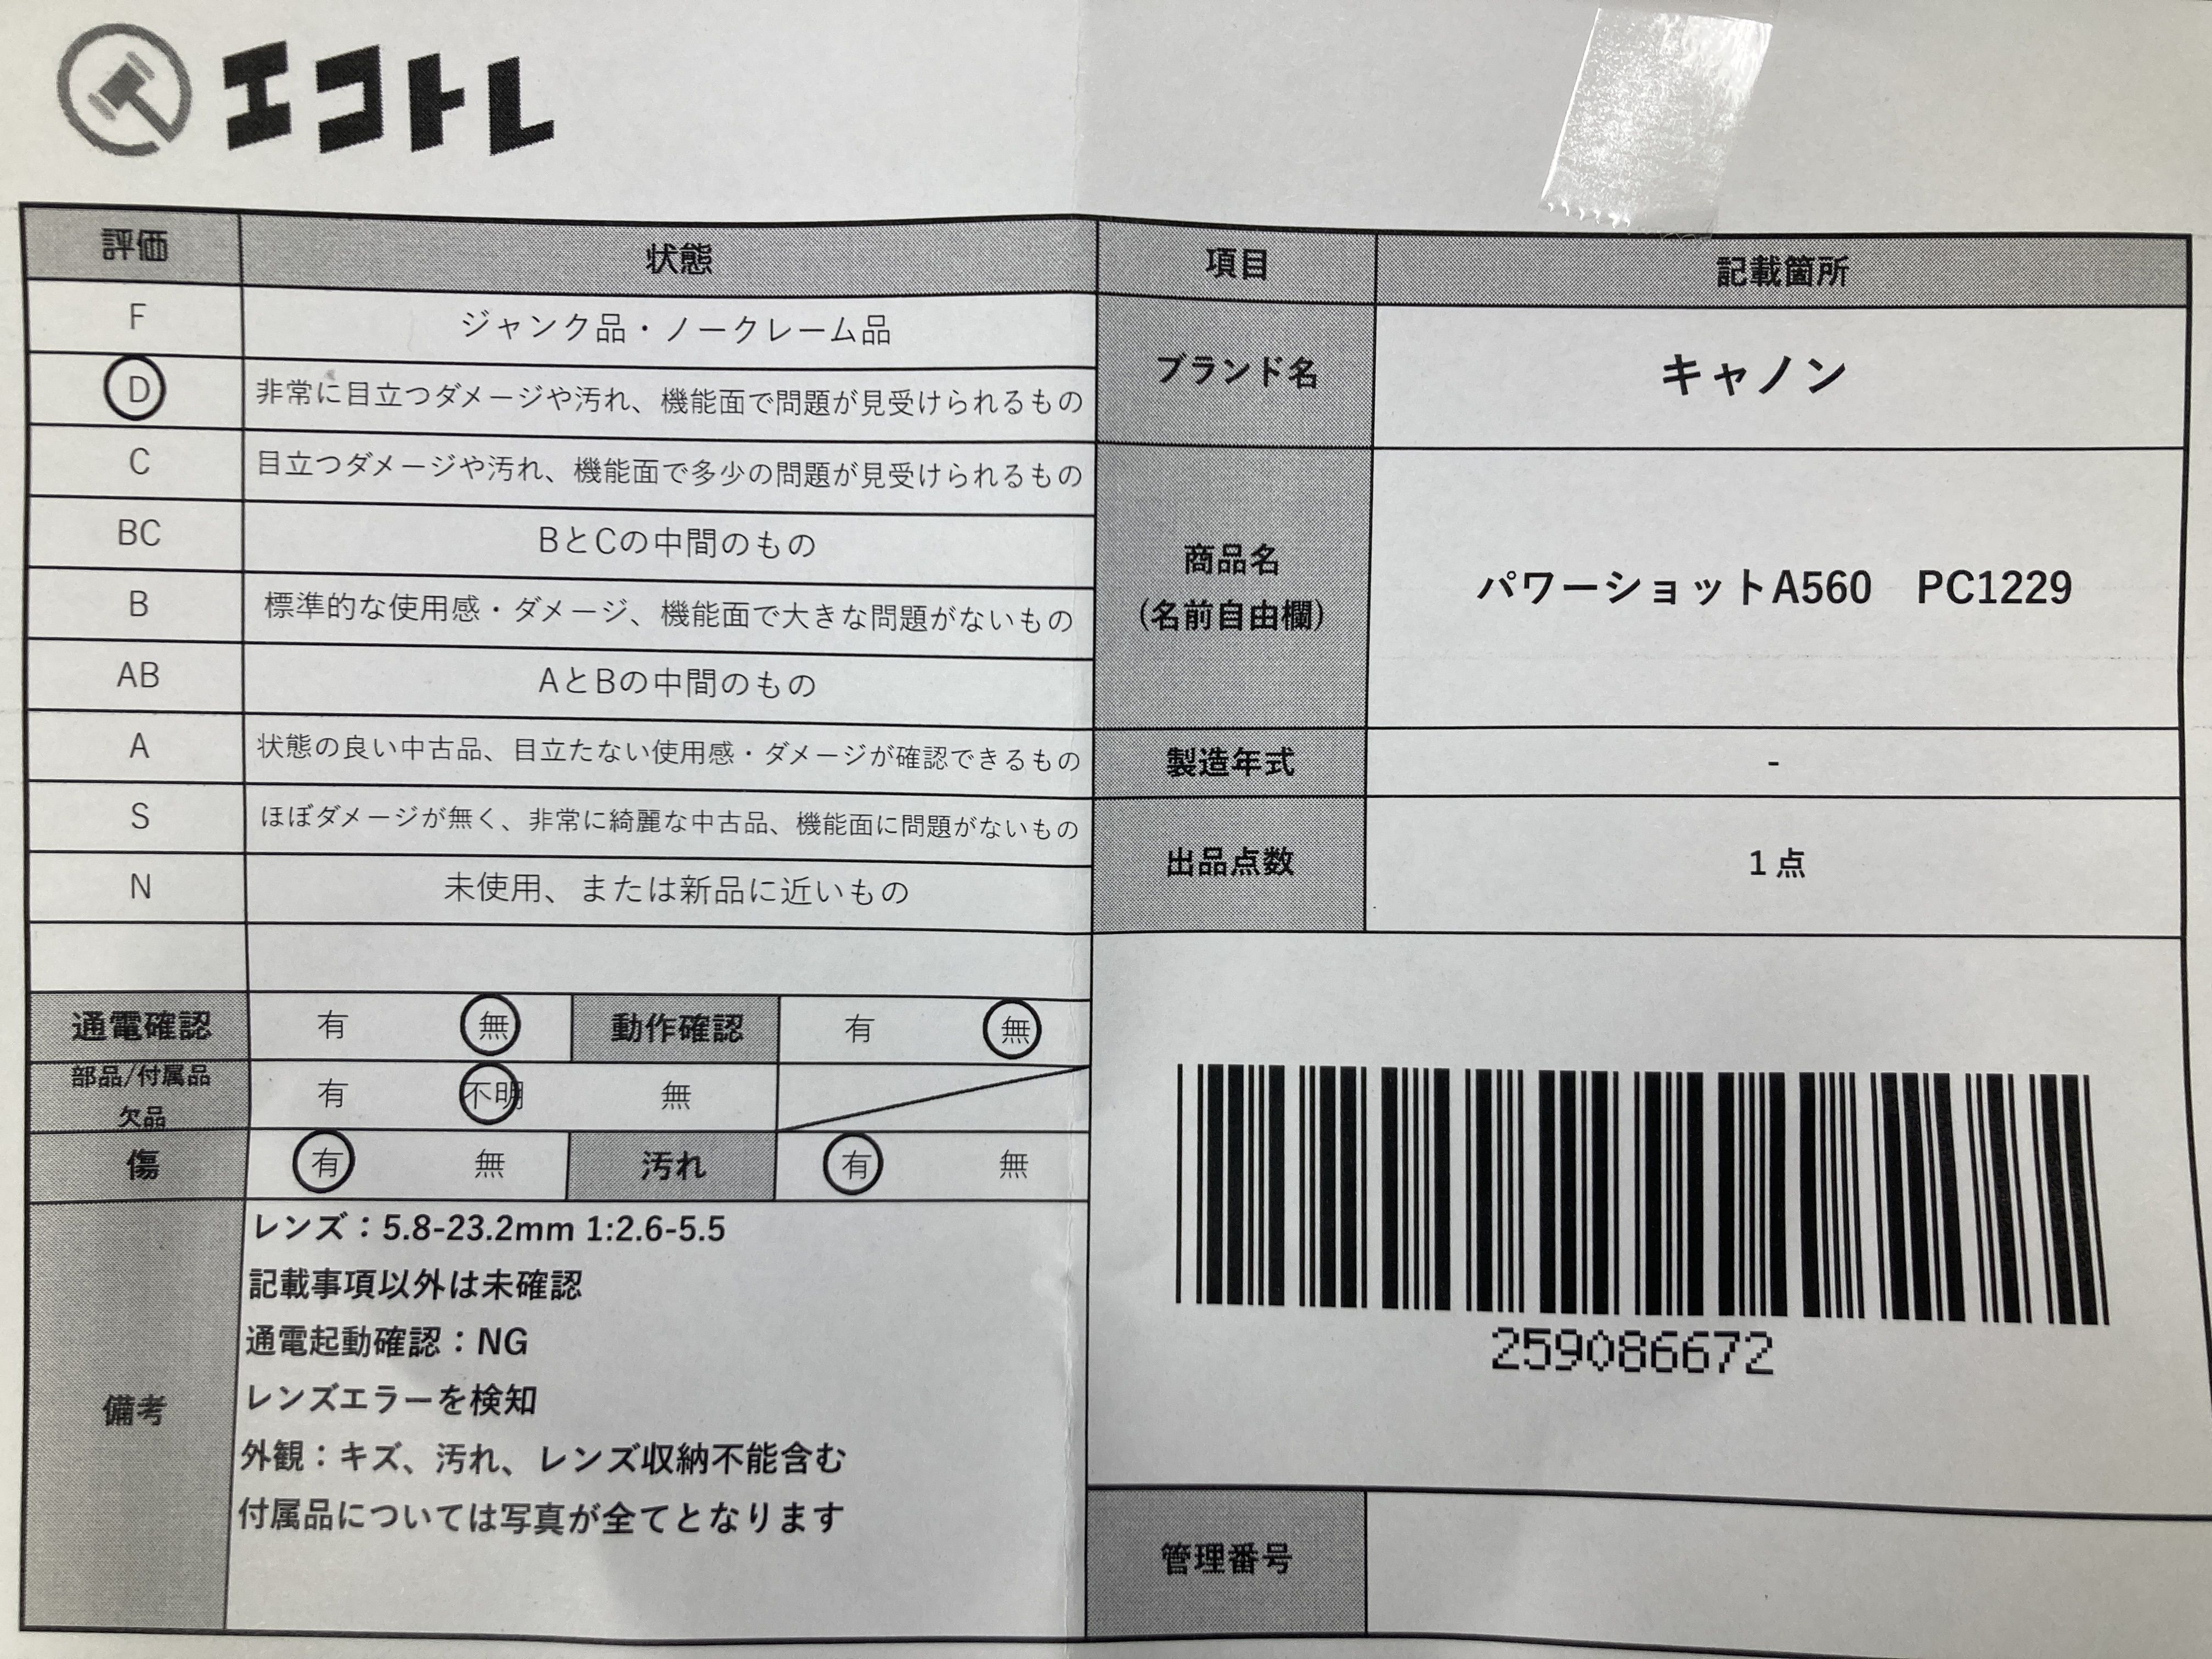 エコトレ
評価 状態
F ジャンク品・ノークレーム品
D 非常に目立つダメージや汚れ、機能面で問題が見受けられるもの
C 目立つダメージや汚れ、機能面で多少の問題が見受けられるもの
BC BとCの中間のもの
B 標準的な使用感・ダメージ、機能面で大きな問題がないもの
AB AとBの中間のもの
A 状態の良い中古品、目立たない使用感・ダメージが確認できるもの
S ほぼダメージが無く、非常に綺麗な中古品、機能面に問題がないもの
N 未使用、または新品に近いもの
通電確認 有 無 動作確認 有 無
部品/付属品
欠品 有 不明 無
傷 有 無 汚れ 有 無
備考
レンズ：5.8-23.2mm 1:2.6-5.5
記載事項以外は未確認
通電起動確認：NG
レンズエラーを検知
外観：キズ、汚れ、レンズ収納不能含む
付属品については写真が全てとなります
項目 記載箇所
ブランド名 キャノン
商品名
(名前自由欄) パワーショットA560　PC1229
製造年式 -
出品点数 1点
259086672
管理番号